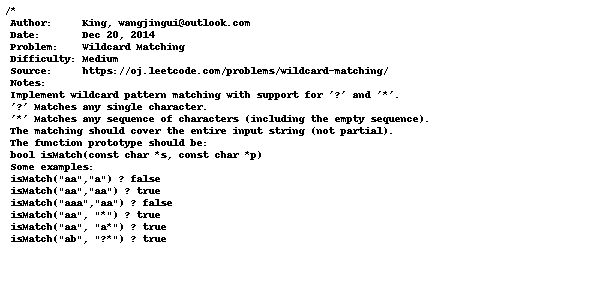 /*
Author: King, wangjingui@outlook.com
Date: Dec 20, 2014
Problem: Wildcard Matching
Difficulty: Medium
Source: https://oj.leetcode.com/problems/wildcard-matching/
Notes:
Implement wildcard pattern matching with support for '?' and '*'.
'?' Matches any single character.
'*' Matches any sequence of characters (including the empty sequence).
The matching should cover the entire input string (not partial).
The function prototype should be:
bool isMatch(const char *s, const char *p)
Some examples:
isMatch("aa","a") ? false
isMatch("aa","aa") ? true
isMatch("aaa","aa") ? false
isMatch("aa", "*") ? true
isMatch("aa", "a*") ? true
isMatch("ab", "?*") ? true